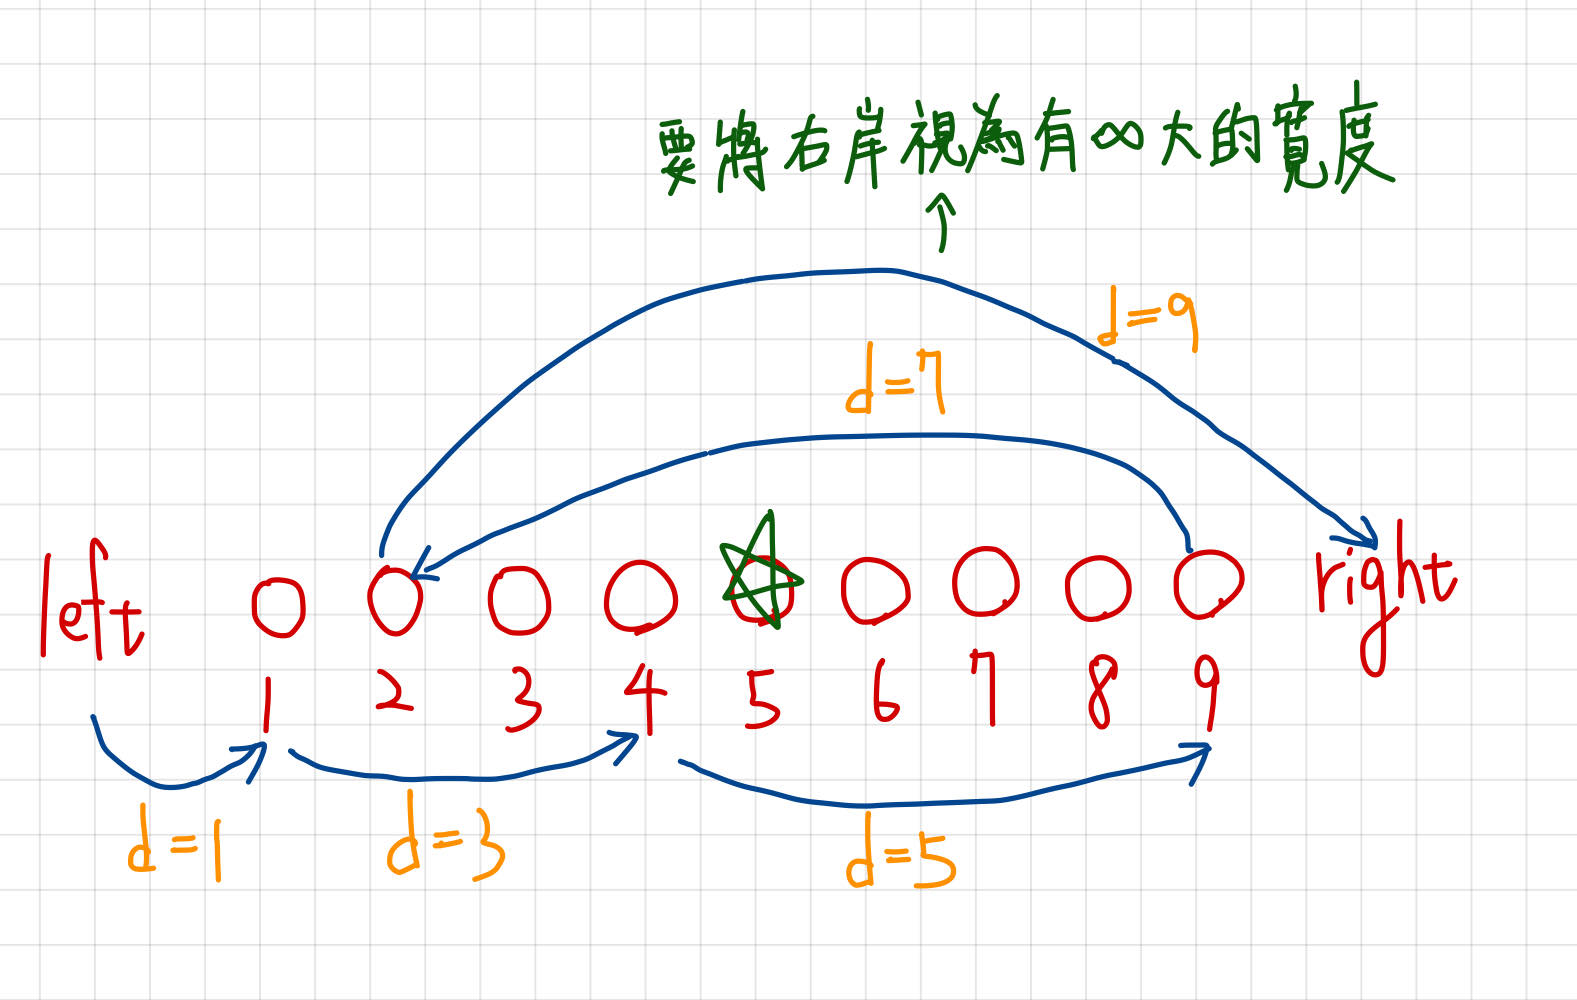 要將右岸視為有∞大的寬度
d=9
d=7
left
right
1 2 3 4 5 6 7 8 9
d=1
d=3
d=5